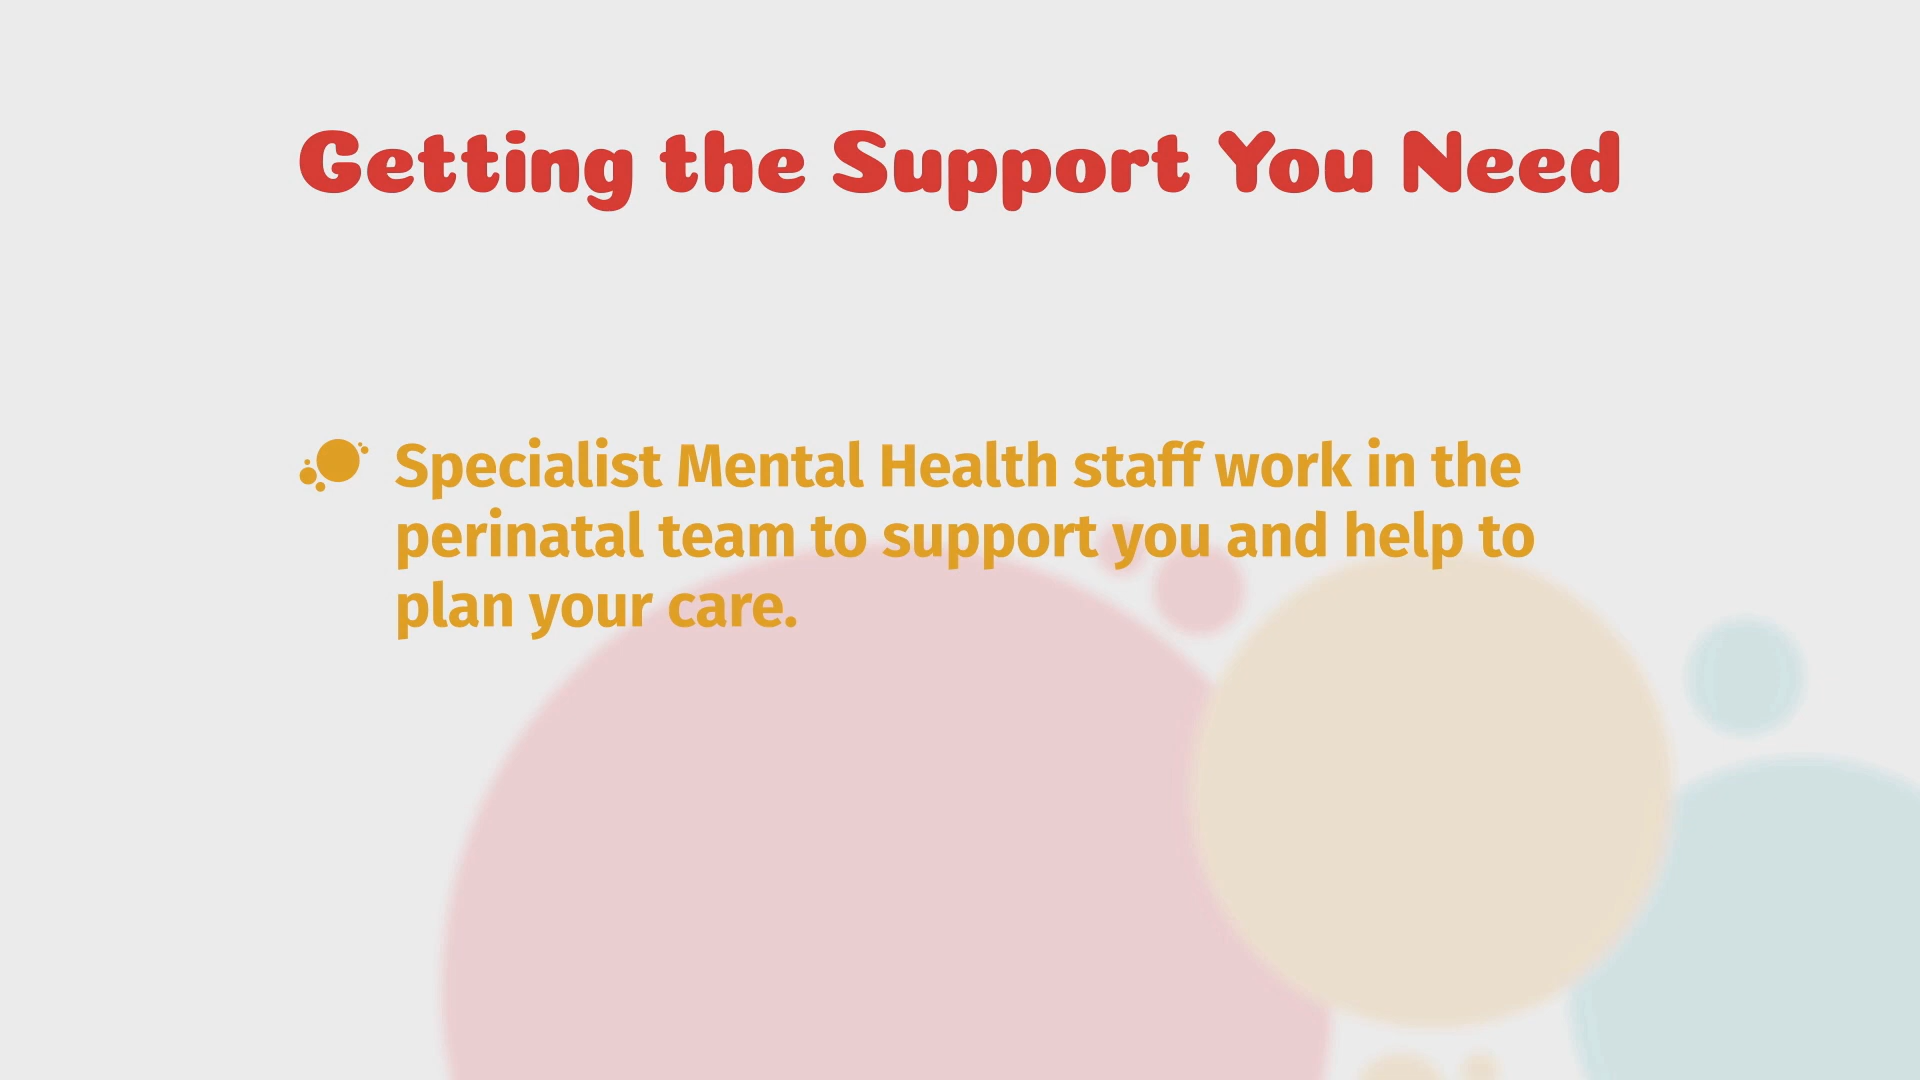 Getting the Support You Need
Specialist Mental Health staff work in the
perinatal team to support you and help to
plan your care.